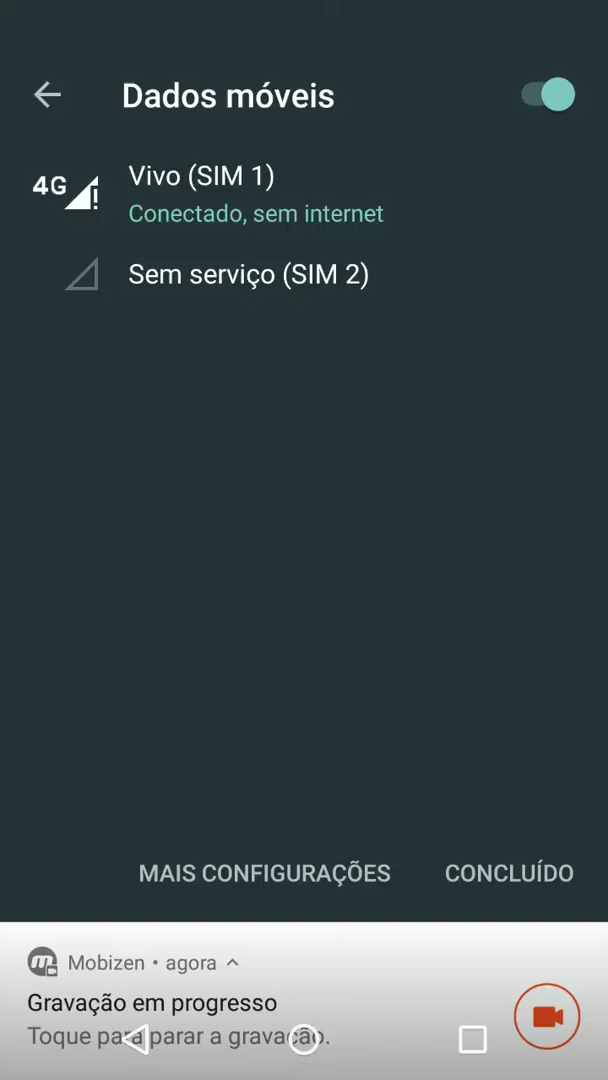 Dados móveis
4G
Vivo (SIM 1)
Conectado, sem internet
Sem serviço (SIM 2)
MAIS CONFIGURAÇÕES
CONCLUÍDO
Mobizen • agora
Gravação em progresso
Toque para parar a gravação.